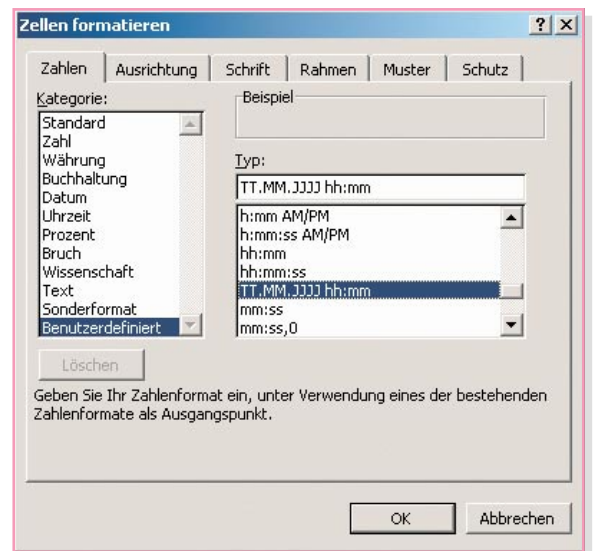 Zellen formatieren
Zahlen Ausrichtung Schrift Rahmen Muster Schutz
Kategorie:
Standard
Zahl
Währung
Buchhaltung
Datum
Uhrzeit
Prozent
Bruch
Wissenschaft
Text
Sonderformat
Benutzerdefiniert
Beispiel
Typ:
TT.MM.JJJJ hh:mm
h:mm AM/PM
h:mm:ss AM/PM
hh:mm
hh:mm:ss
TT.MM.JJJJ hh:mm
mm:ss
mm:ss,0
Löschen
Geben Sie Ihr Zahlenformat ein, unter Verwendung eines der bestehenden
Zahlenformate als Ausgangspunkt.
OK Abbrechen